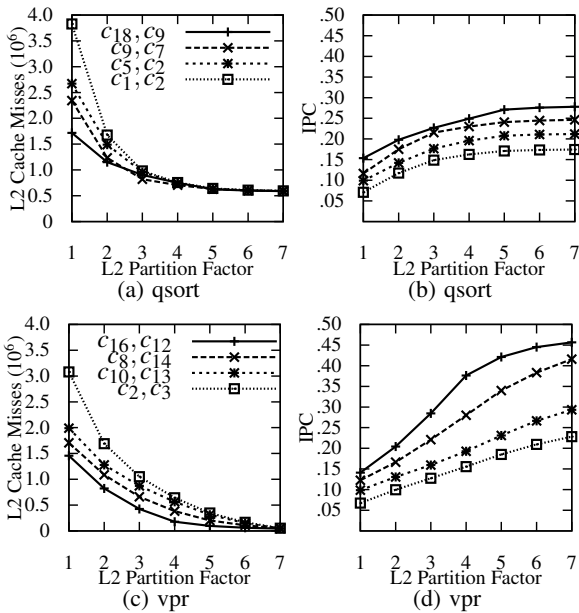 L2 Cache Misses (10^6)
4.0
3.5
3.0
2.5
2.0
1.5
1.0
0.5
0
c18,c9
c9,c7
c5,c2
c1,c2
1 2 3 4 5 6 7
L2 Partition Factor
(a) qsort
IPC
.50
.45
.40
.35
.30
.25
.20
.15
.10
.05
1 2 3 4 5 6 7
L2 Partition Factor
(b) qsort
L2 Cache Misses (10^6)
4.0
3.5
3.0
2.5
2.0
1.5
1.0
0.5
0
c16,c12
c8,c14
c10,c13
c2,c3
1 2 3 4 5 6 7
L2 Partition Factor
(c) vpr
IPC
.50
.45
.40
.35
.30
.25
.20
.15
.10
.05
1 2 3 4 5 6 7
L2 Partition Factor
(d) vpr